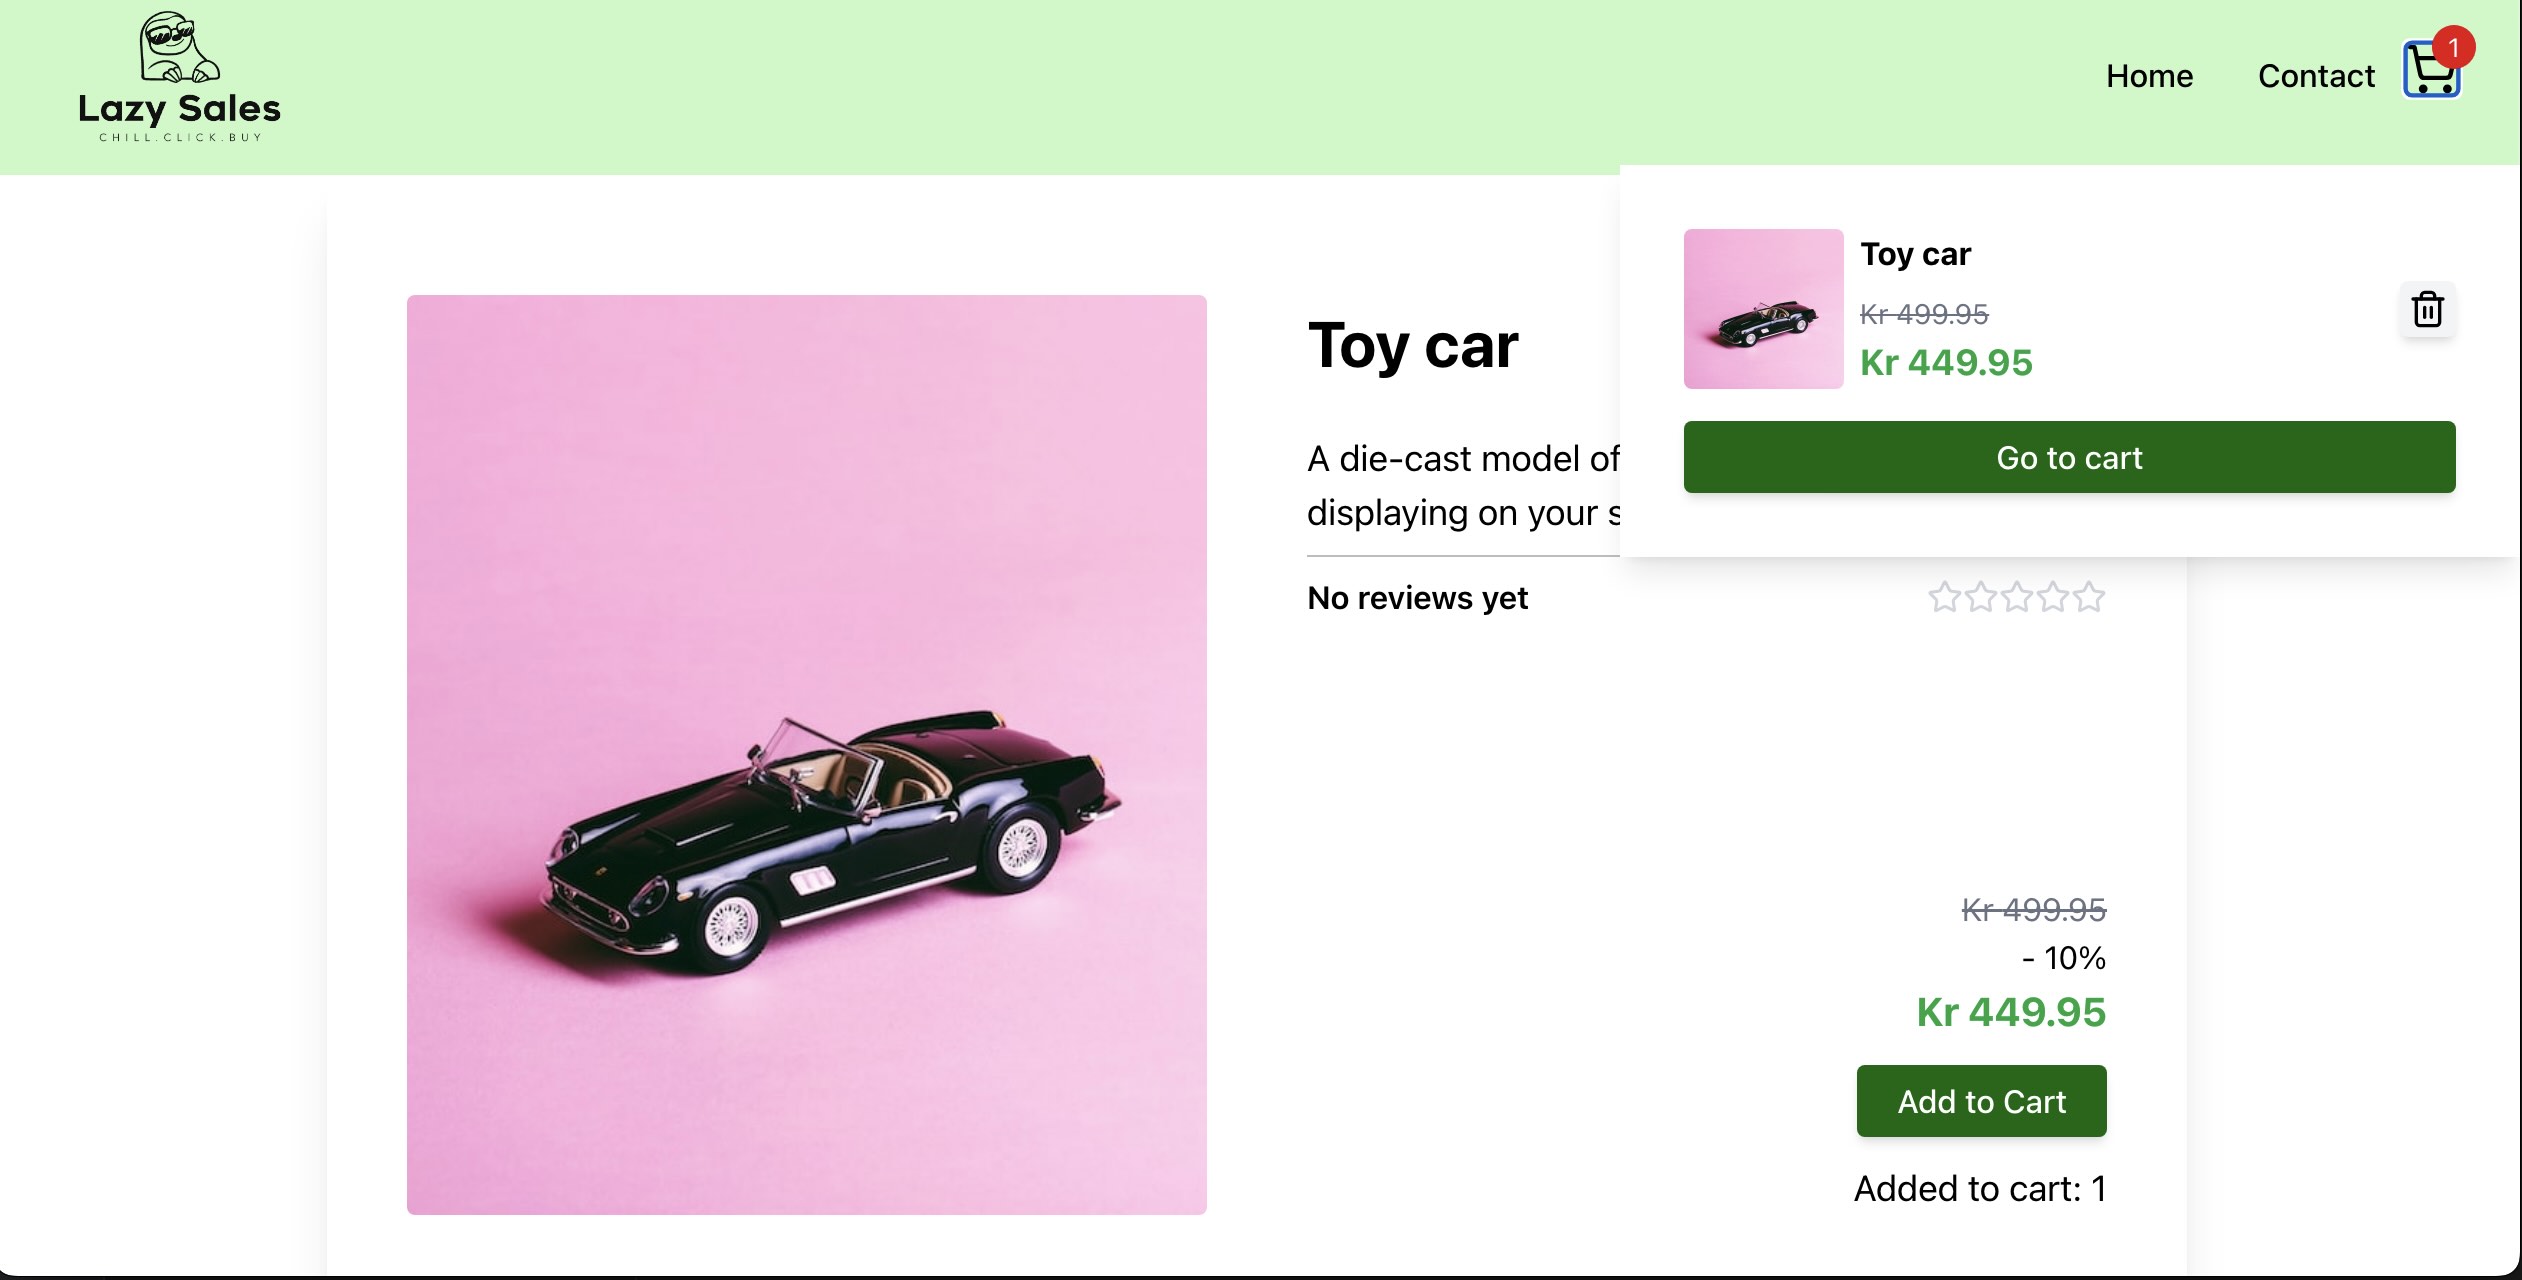 Lazy Sales
CHILL.CLICK.BUY
Home
Contact
1
Toy car
Kr 499.95
Kr 449.95
Go to cart
Toy car
A die-cast model of
displaying on your
No reviews yet
Kr 499.95
- 10%
Kr 449.95
Add to Cart
Added to cart: 1